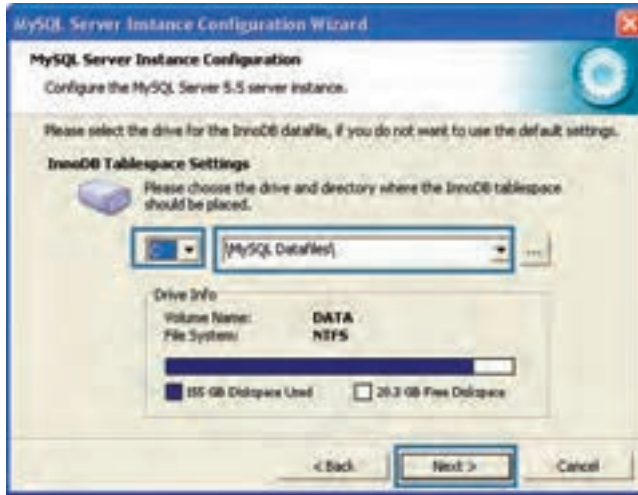 MySQL Server Instance Configuration Wizard
MySQL Server Instance Configuration
Configure the MySQL Server 5.5 server instance.
Please select the drive for the InnoDB datafile, if you do not want to use the default settings.
InnoDB Tablespace Settings
Please choose the drive and directory where the InnoDB tablespace
should be placed.
\MySQL Datafiles\ ...
Drive Info
Volume Name: DATA
File System: NTFS
155 GB Diskspace Used 20.3 GB Free Diskspace
< Back Next > Cancel